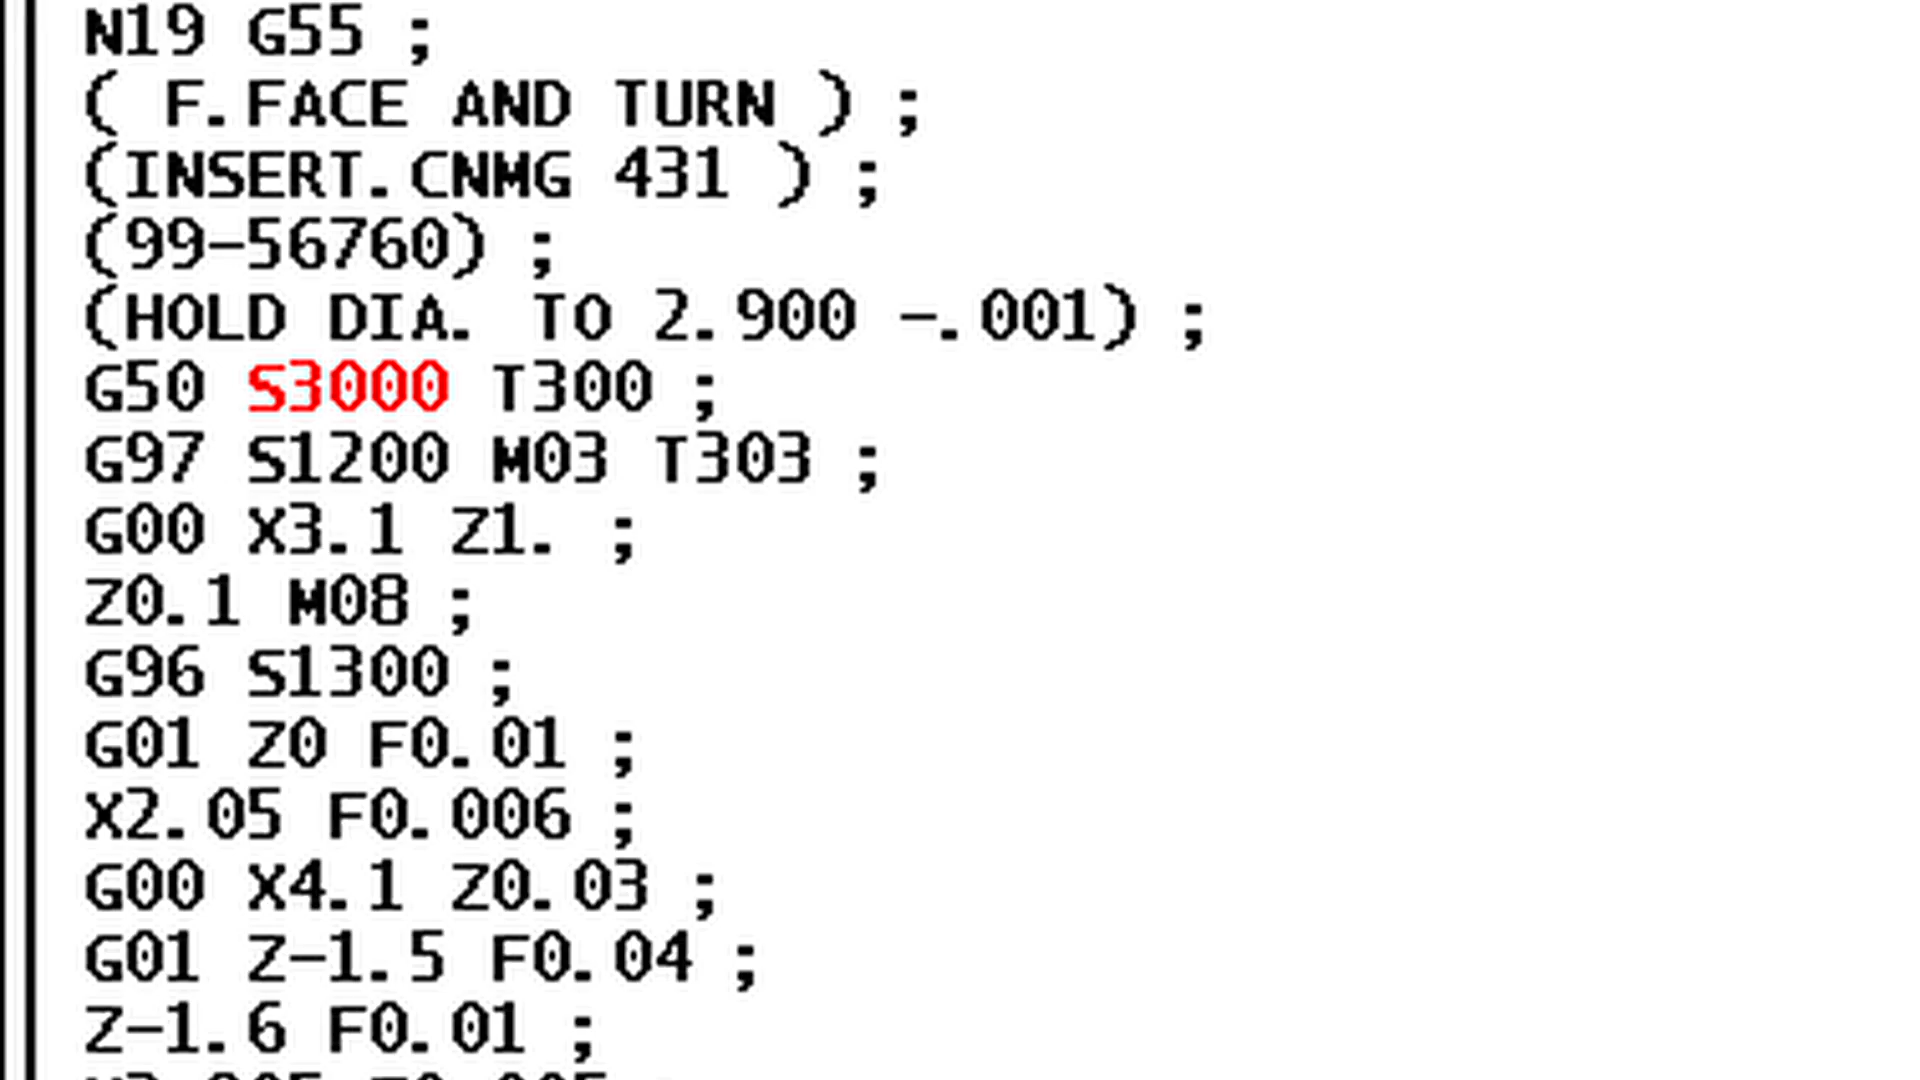 N19 G55 ;
( F.FACE AND TURN ) ;
(INSERT.CNMG 431 ) ;
(99-56760) ;
(HOLD DIA. TO 2.900 -.001) ;
G50 S3000 T300 ;
G97 S1200 M03 T303 ;
G00 X3.1 Z1. ;
Z0.1 M08 ;
G96 S1300 ;
G01 Z0 F0.01 ;
X2.05 F0.006 ;
G00 X4.1 Z0.03 ;
G01 Z-1.5 F0.04 ;
Z-1.6 F0.01 ;